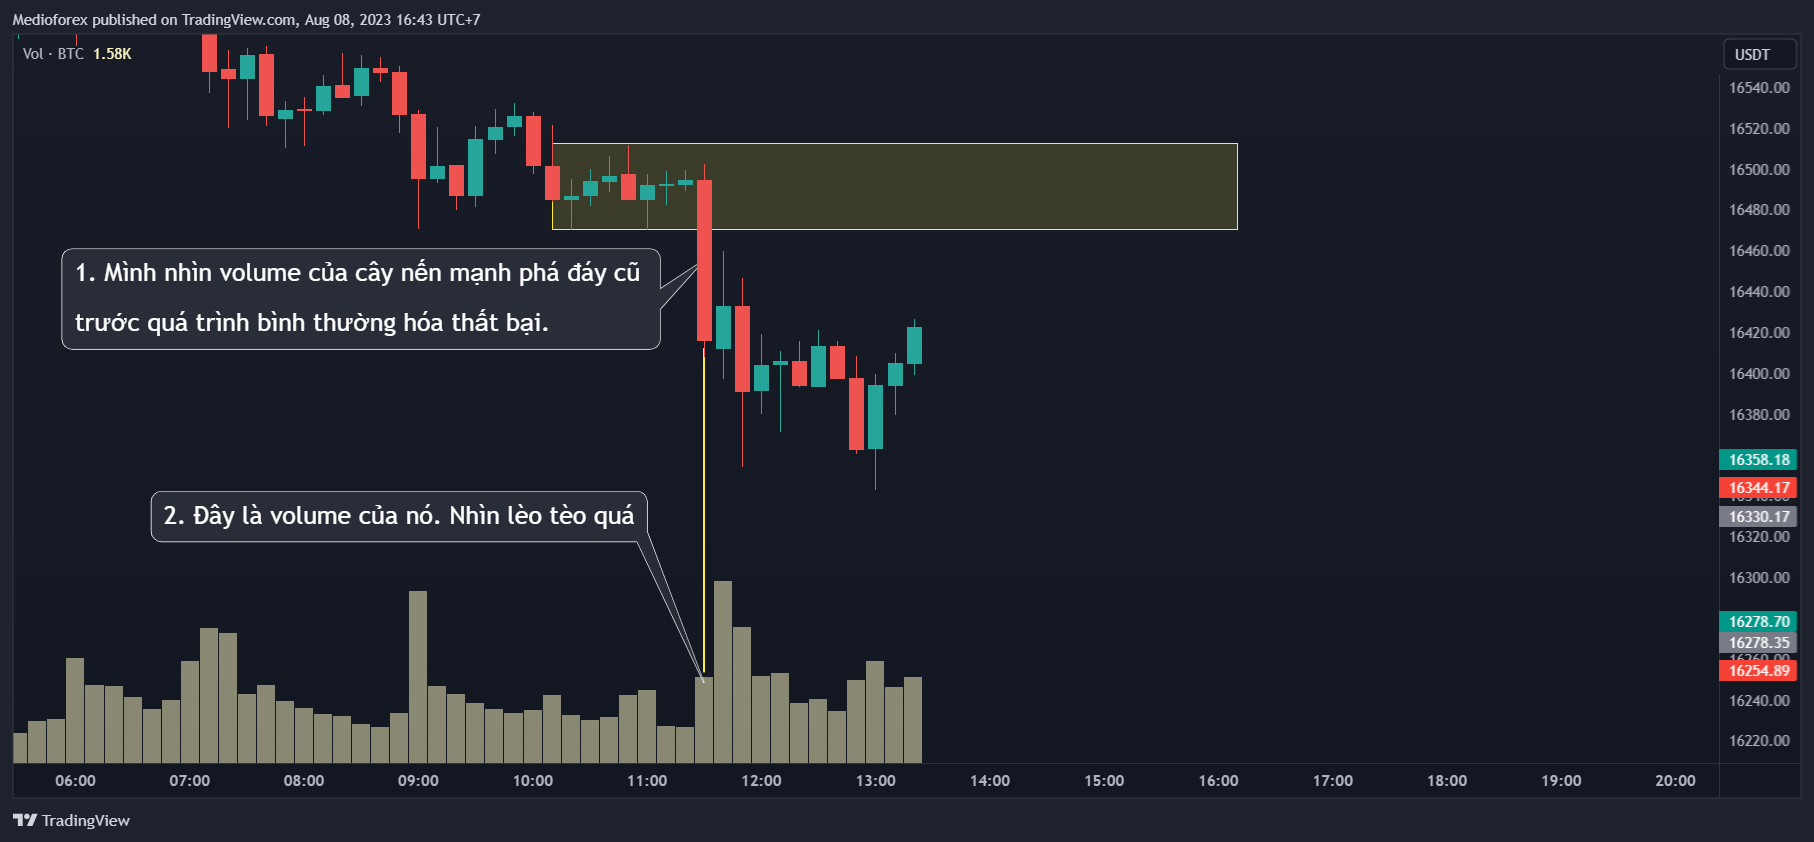 Medioforex published on TradingView.com, Aug 08, 2023 16:43 UTC+7
Vol · BTC 1.58K
USDT
16540.00
16520.00
16500.00
16480.00
16460.00
1. Mình nhìn volume của cây nến mạnh phá đáy cũ
trước quá trình bình thường hóa thất bại.
16440.00
16420.00
16400.00
16380.00
16358.18
16344.17
16330.17
2. Đây là volume của nó. Nhìn lèo tèo quá
16320.00
16300.00
16278.70
16278.35
16254.89
16240.00
16220.00
06:00 07:00 08:00 09:00 10:00 11:00 12:00 13:00 14:00 15:00 16:00 17:00 18:00 19:00 20:00
TradingView